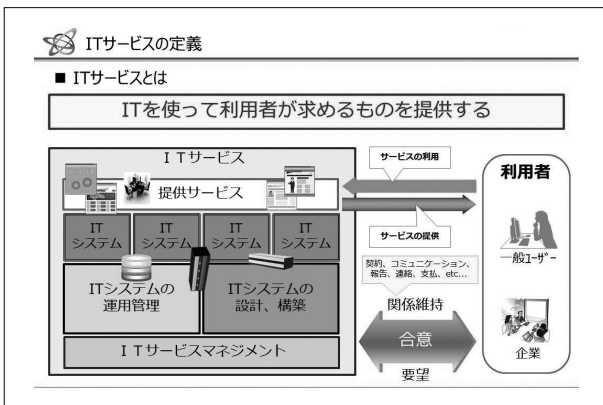 ITサービスの定義
■ ITサービスとは
ITを使って利用者が求めるものを提供する
ITサービス
提供サービス
IT
システム
IT
システム
IT
システム
IT
システム
ITシステムの
運用管理
ITシステムの
設計、構築
ITサービスマネジメント
サービスの利用
サービスの提供
契約、コミュニケーション、
報告、連絡、支払、etc...
関係維持
合意
要望
利用者
一般ユーザー
企業